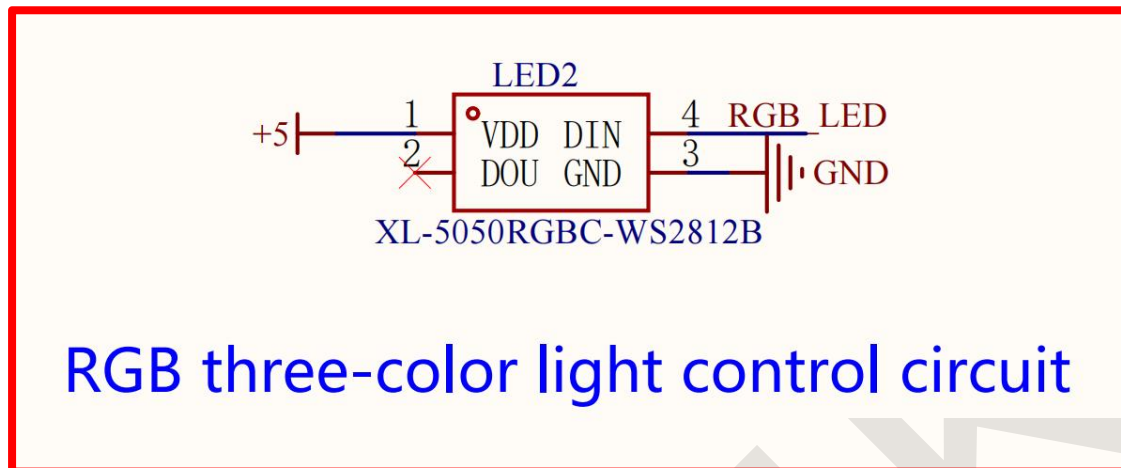 LED2
1 VDD DIN 4 RGB_LED
+5
2 DOU GND 3
GND
XL-5050RGBC-WS2812B
RGB three-color light control circuit